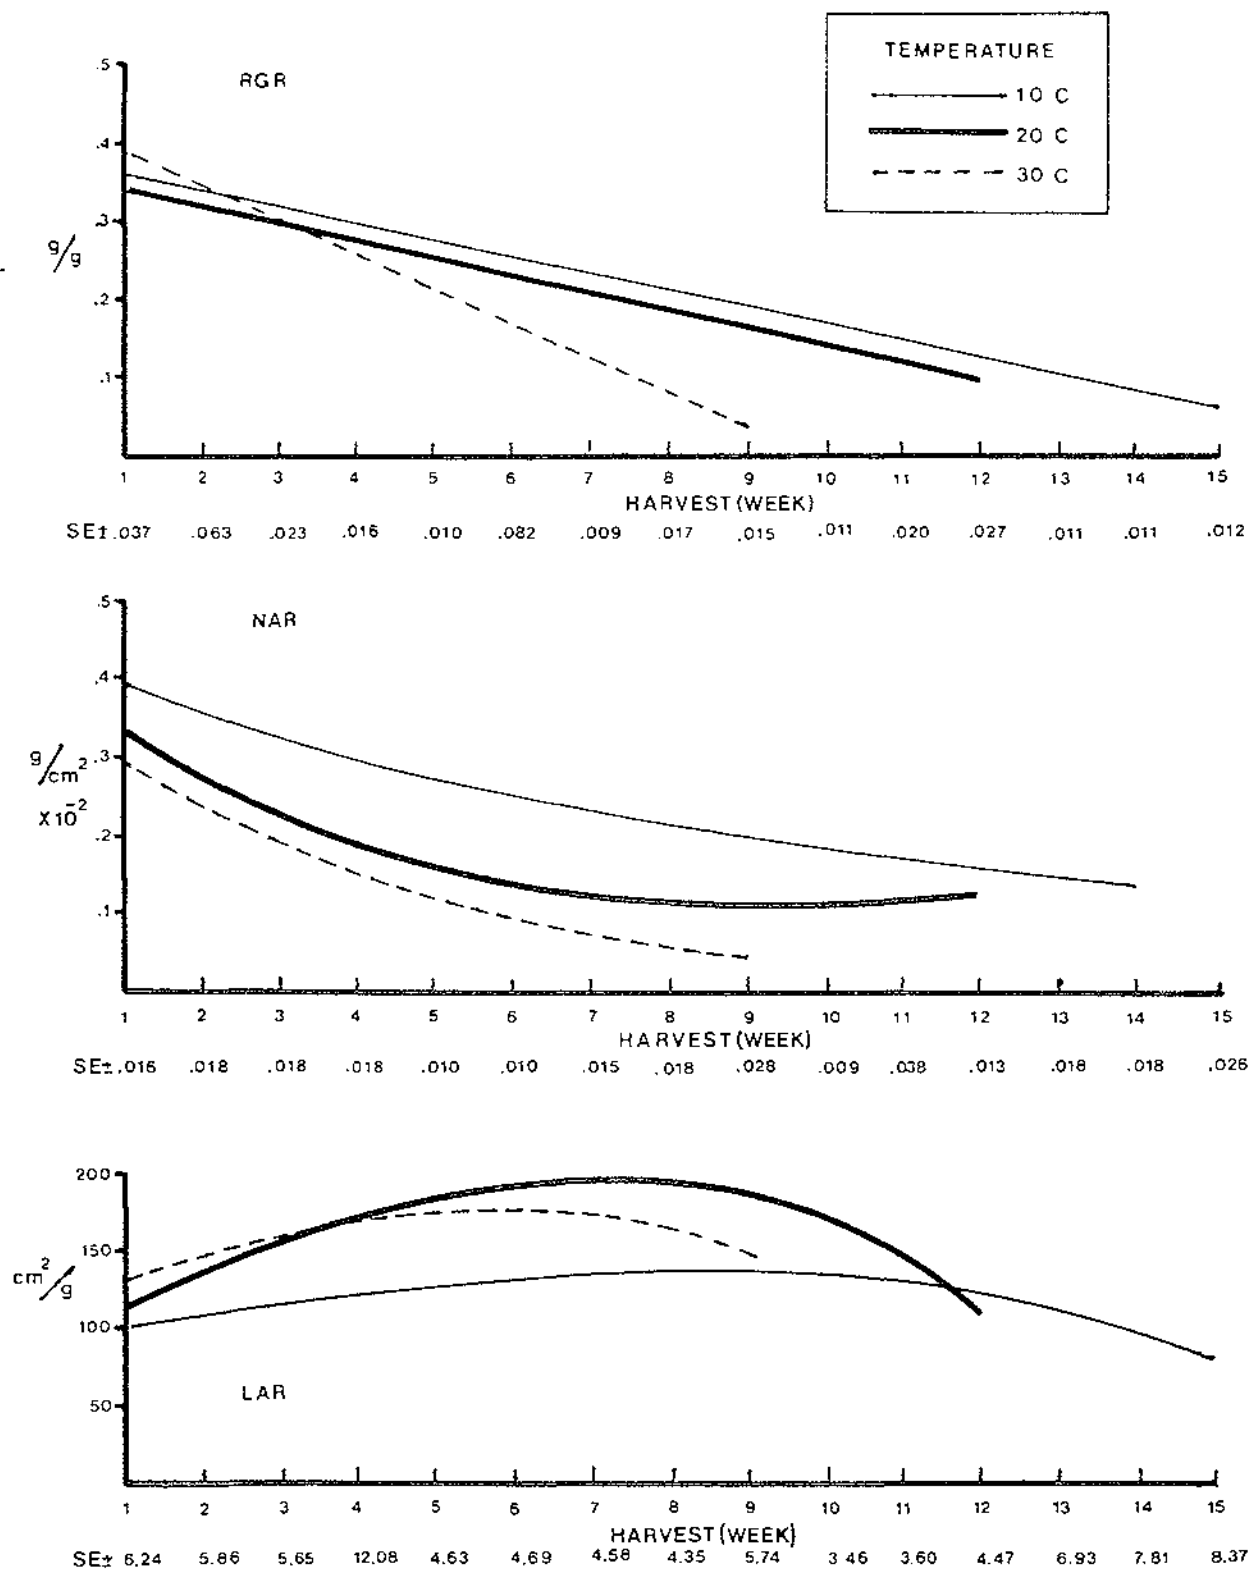 TEMPERATURE
10 C
20 C
30 C
RGR
.5
.4
.3
.2
.1
g/g
1 2 3 4 5 6 7 8 9 10 11 12 13 14 15
HARVEST(WEEK)
SE± .037 .063 .023 .016 .010 .082 .009 .017 .015 .011 .020 .027 .011 .011 .012
NAR
.5
.4
.3
.2
.1
g/cm²
X10⁻²
1 2 3 4 5 6 7 8 9 10 11 12 13 14 15
HARVEST(WEEK)
SE± .016 .018 .018 .018 .010 .010 .015 .018 .028 .009 .038 .013 .018 .018 .026
200
150
100
50
cm²/g
LAR
1 2 3 4 5 6 7 8 9 10 11 12 13 14 15
HARVEST(WEEK)
SE± 6.24 5.86 5.65 12.08 4.63 4.69 4.58 4.35 5.74 3.46 3.60 4.47 6.93 7.81 8.37